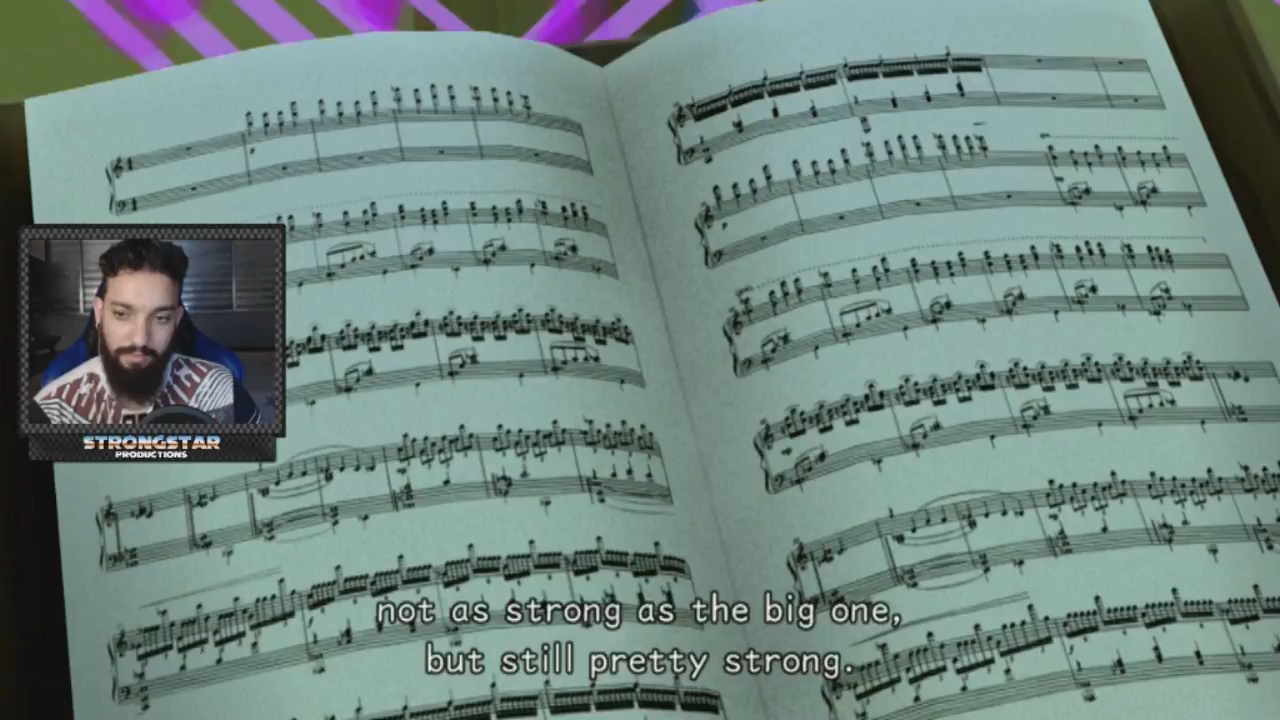 STRONGSTAR
PRODUCTIONS
not as strong as the big one,
but still pretty strong.